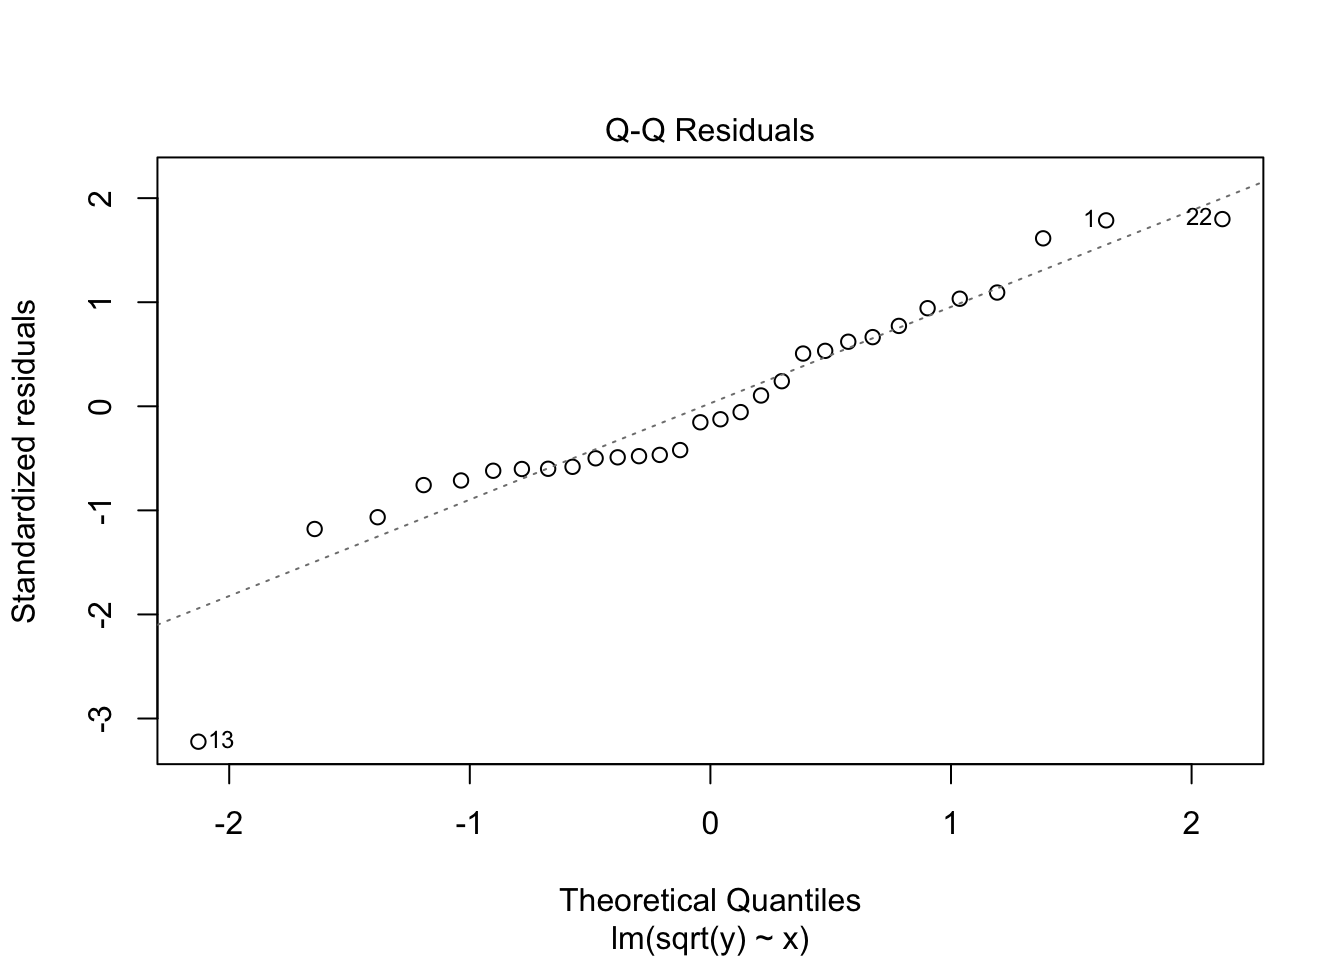 Q-Q Residuals
Standardized residuals
2
1
0
-1
-2
-3
1
22
13
-2 -1 0 1 2
Theoretical Quantiles
lm(sqrt(y) ~ x)